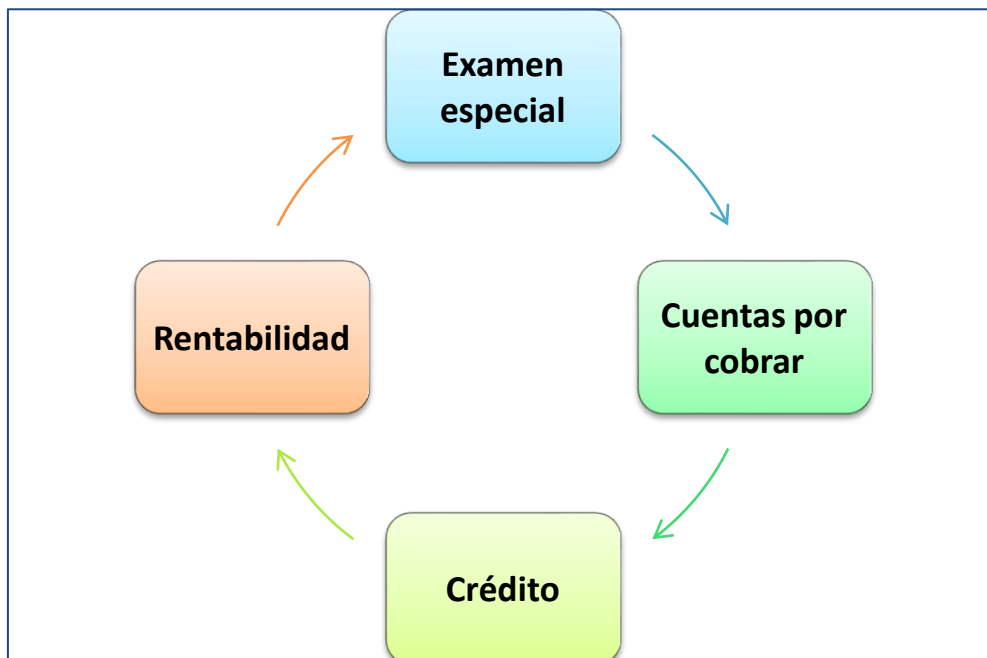 Examen
especial
Cuentas por
cobrar
Crédito
Rentabilidad